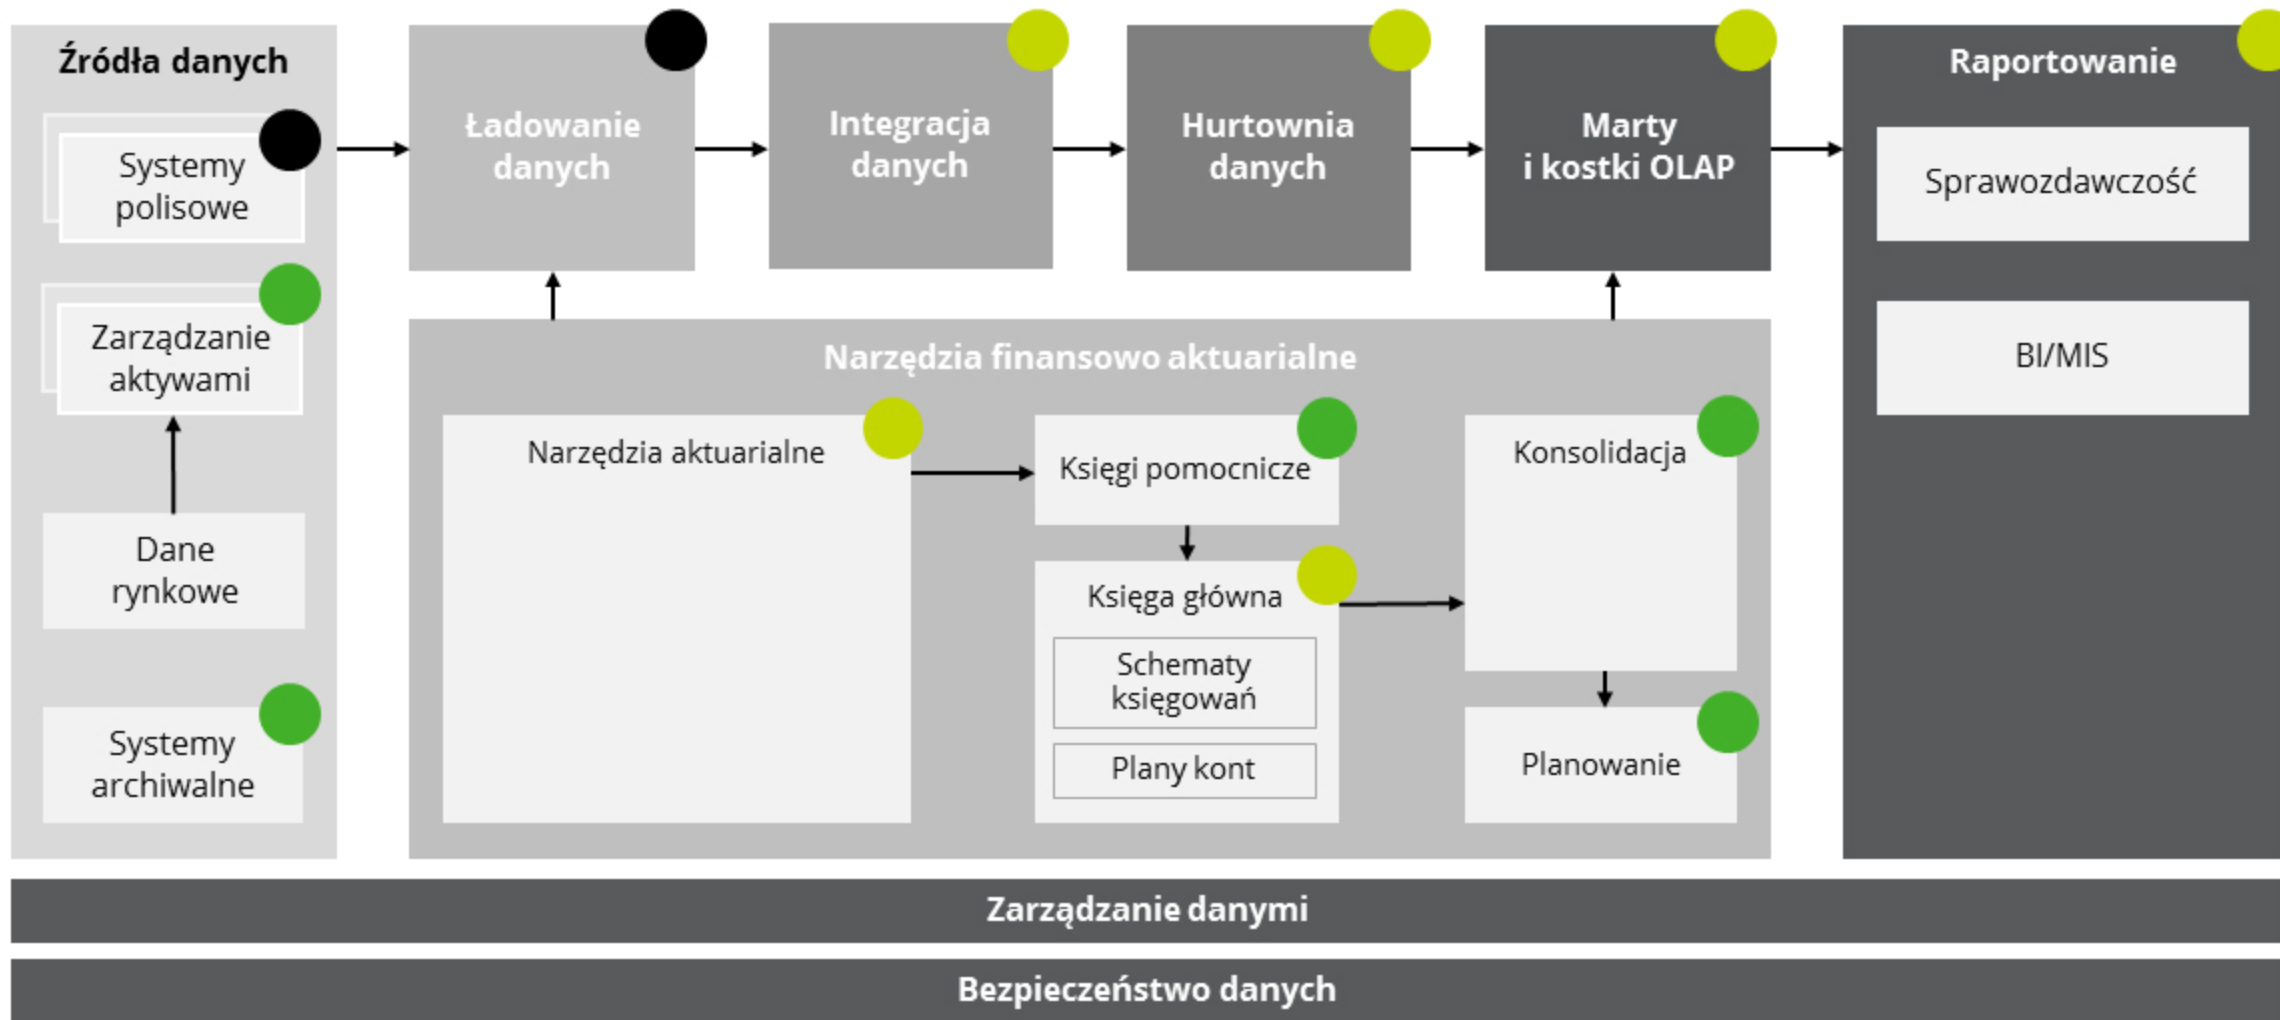 Źródła danych
Systemy
polisowe
Zarządzanie
aktywami
Dane
rynkowe
Systemy
archiwalne
Ładowanie
danych
Integracja
danych
Hurtownia
danych
Marty
i kostki OLAP
Narzędzia finansowo aktuarialne
Narzędzia aktuarialne
Księgi pomocnicze
Księga główna
Schematy
księgowań
Plany kont
Konsolidacja
Planowanie
Raportowanie
Sprawozdawczość
BI/MIS
Zarządzanie danymi
Bezpieczeństwo danych